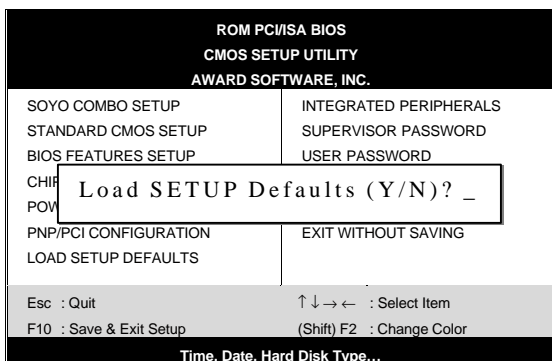 ROM PCI/ISA BIOS
CMOS SETUP UTILITY
AWARD SOFTWARE, INC.
SOYO COMBO SETUP
STANDARD CMOS SETUP
BIOS FEATURES SETUP
CHIP
POW
PNP/PCI CONFIGURATION
LOAD SETUP DEFAULTS
INTEGRATED PERIPHERALS
SUPERVISOR PASSWORD
USER PASSWORD
EXIT WITHOUT SAVING
Load SETUP Defaults (Y/N)? _
Esc : Quit
↑↓→← : Select Item
F10 : Save & Exit Setup
(Shift) F2 : Change Color
Time, Date, Hard Disk Type…